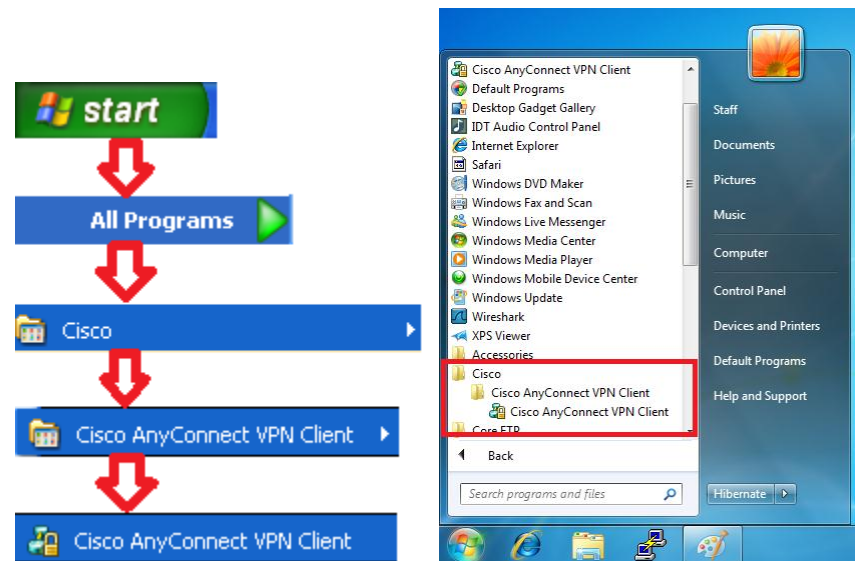 start
All Programs
Cisco
Cisco AnyConnect VPN Client
Cisco AnyConnect VPN Client
Cisco AnyConnect VPN Client
Default Programs
Desktop Gadget Gallery
IDT Audio Control Panel
Internet Explorer
Safari
Windows DVD Maker
Windows Fax and Scan
Windows Live Messenger
Windows Media Center
Windows Media Player
Windows Mobile Device Center
Windows Update
Wireshark
XPS Viewer
Accessories
Cisco
Cisco AnyConnect VPN Client
Cisco AnyConnect VPN Client
Core FTP
Back
Search programs and files
Staff
Documents
Pictures
Music
Computer
Control Panel
Devices and Printers
Default Programs
Help and Support
Hibernate